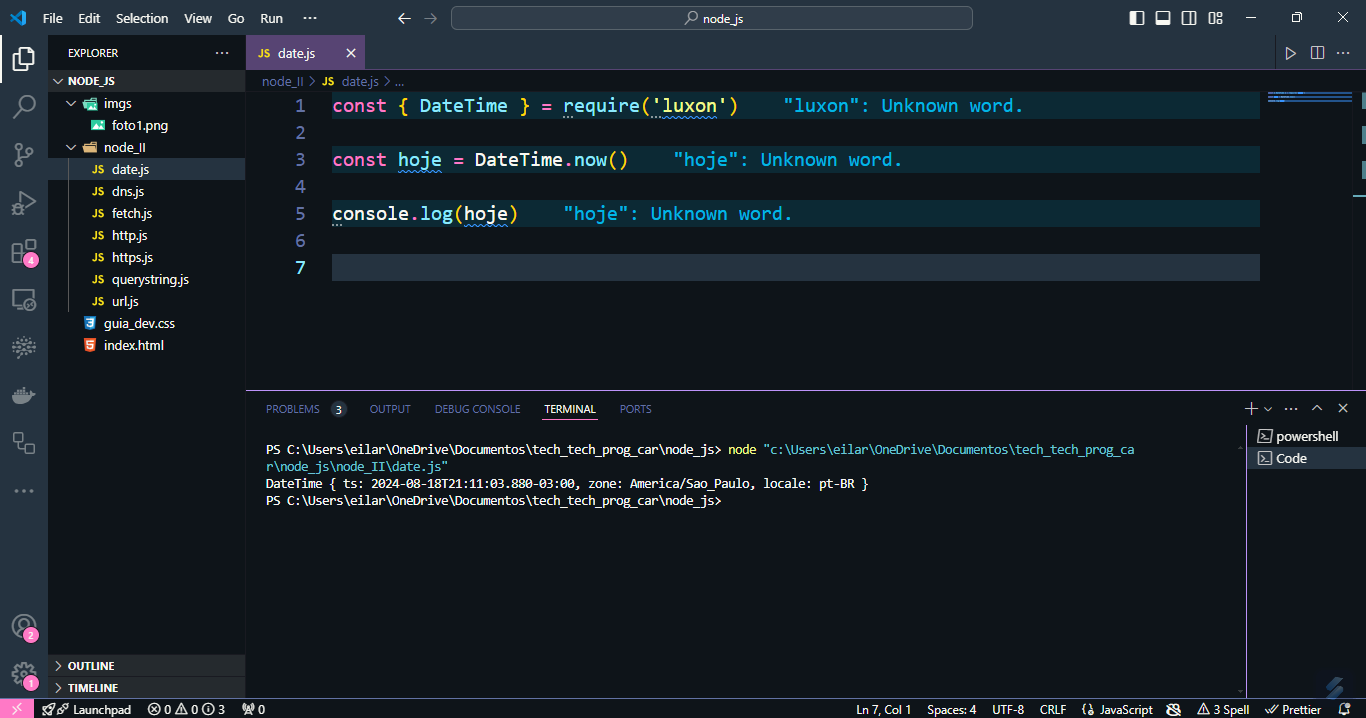 File Edit Selection View Go Run ··· node_js
EXPLORER ···
NODE_JS
imgs
foto1.png
node_II
JS date.js
JS dns.js
JS fetch.js
JS http.js
JS https.js
JS querystring.js
JS url.js
guia_dev.css
index.html
OUTLINE
TIMELINE
4
2
1
JS date.js
node_II > JS date.js > ...
1 const { DateTime } = require('luxon') "luxon": Unknown word.
2
3 const hoje = DateTime.now() "hoje": Unknown word.
4
5 console.log(hoje) "hoje": Unknown word.
6
7
PROBLEMS 3 OUTPUT DEBUG CONSOLE TERMINAL PORTS
PS C:\Users\eilar\OneDrive\Documentos\tech_tech_prog_car\node_js> node "c:\Users\eilar\OneDrive\Documentos\tech_tech_prog_ca
r\node_js\node_II\date.js"
DateTime { ts: 2024-08-18T21:11:03.880-03:00, zone: America/Sao_Paulo, locale: pt-BR }
PS C:\Users\eilar\OneDrive\Documentos\tech_tech_prog_car\node_js>
powershell
Code
Launchpad 0 0 3 0 Ln 7, Col 1 Spaces: 4 UTF-8 CRLF {} JavaScript 3 Spell Prettier